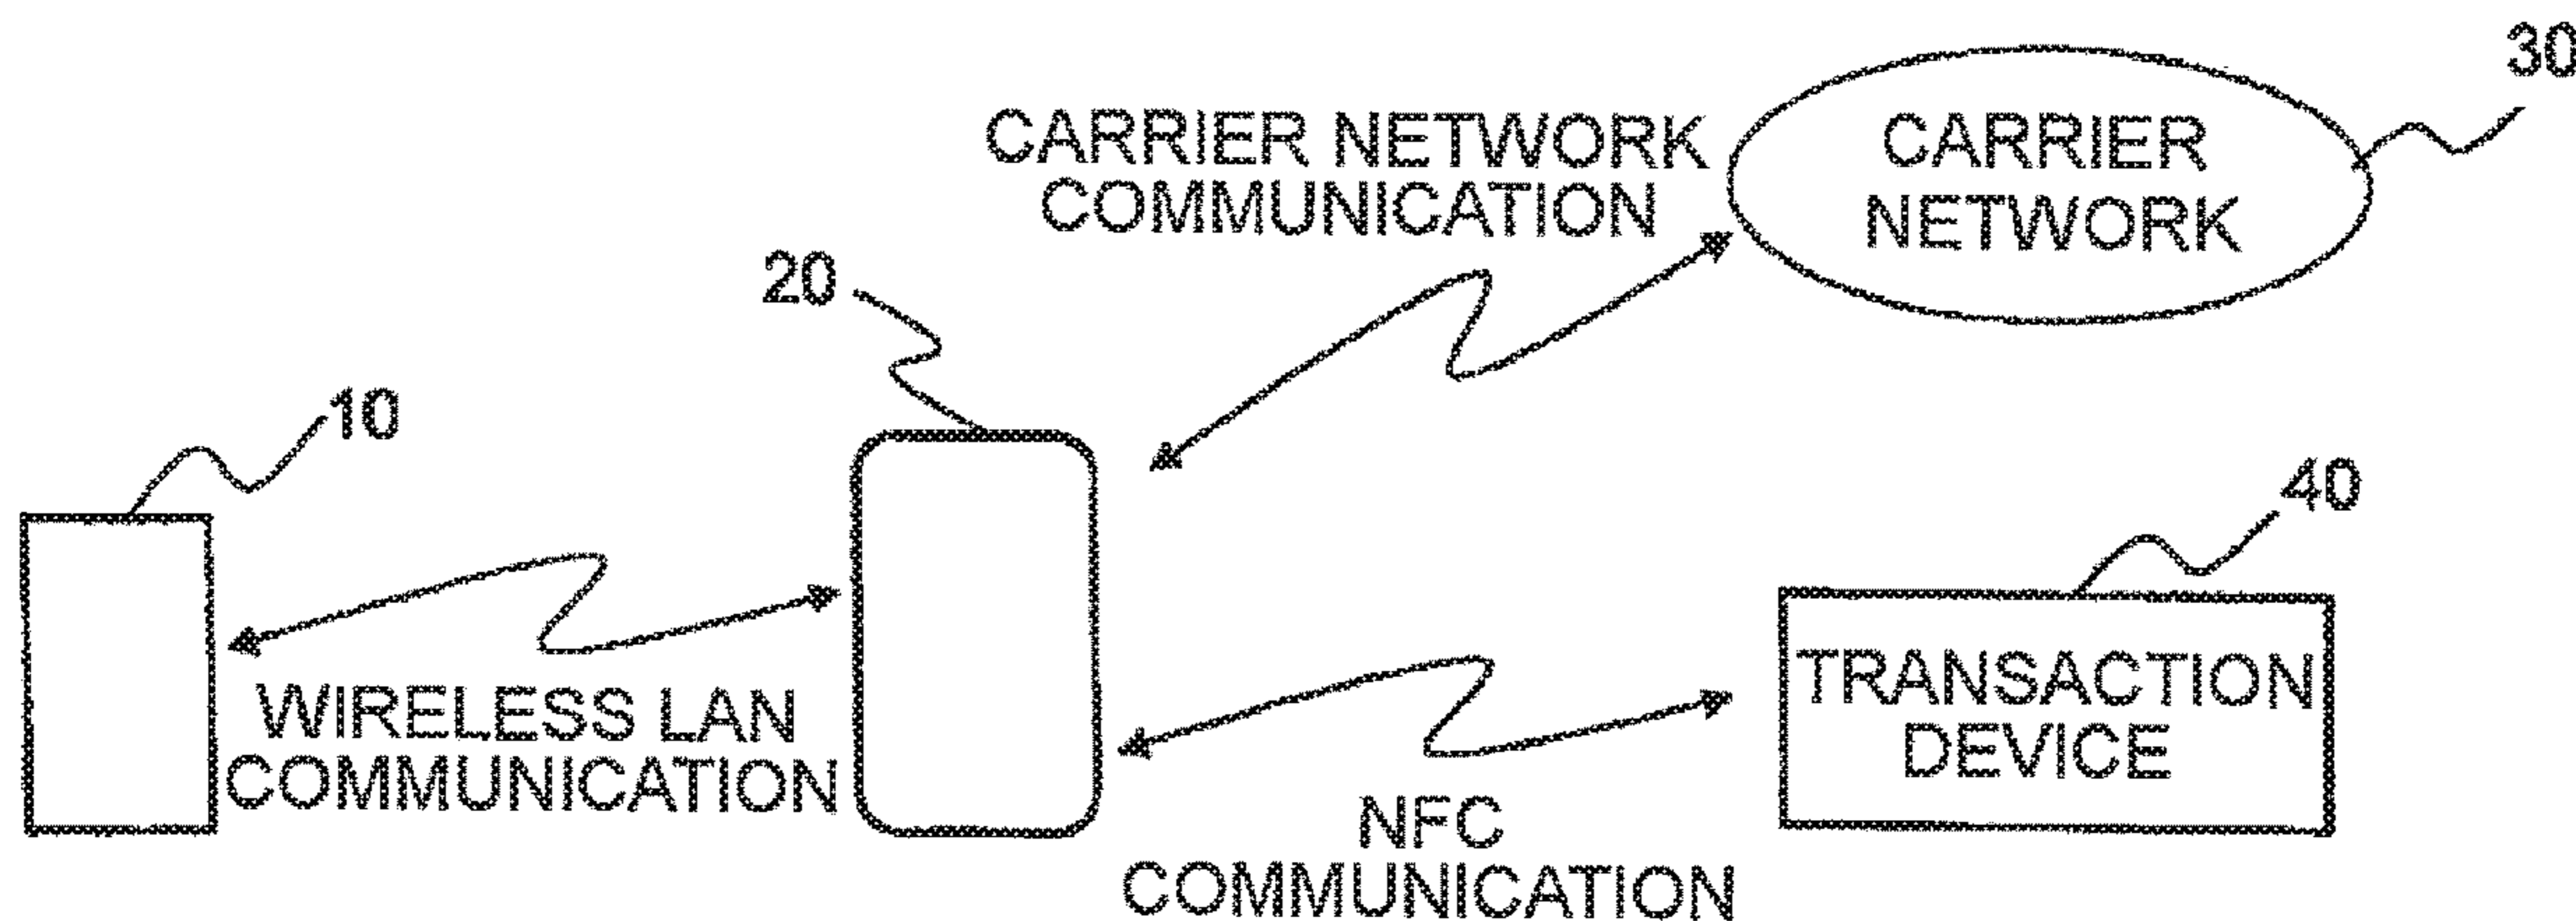 30
CARRIER NETWORK
COMMUNICATION
CARRIER
NETWORK
20
10
40
WIRELESS LAN
COMMUNICATION
TRANSACTION
DEVICE
NFC
COMMUNICATION